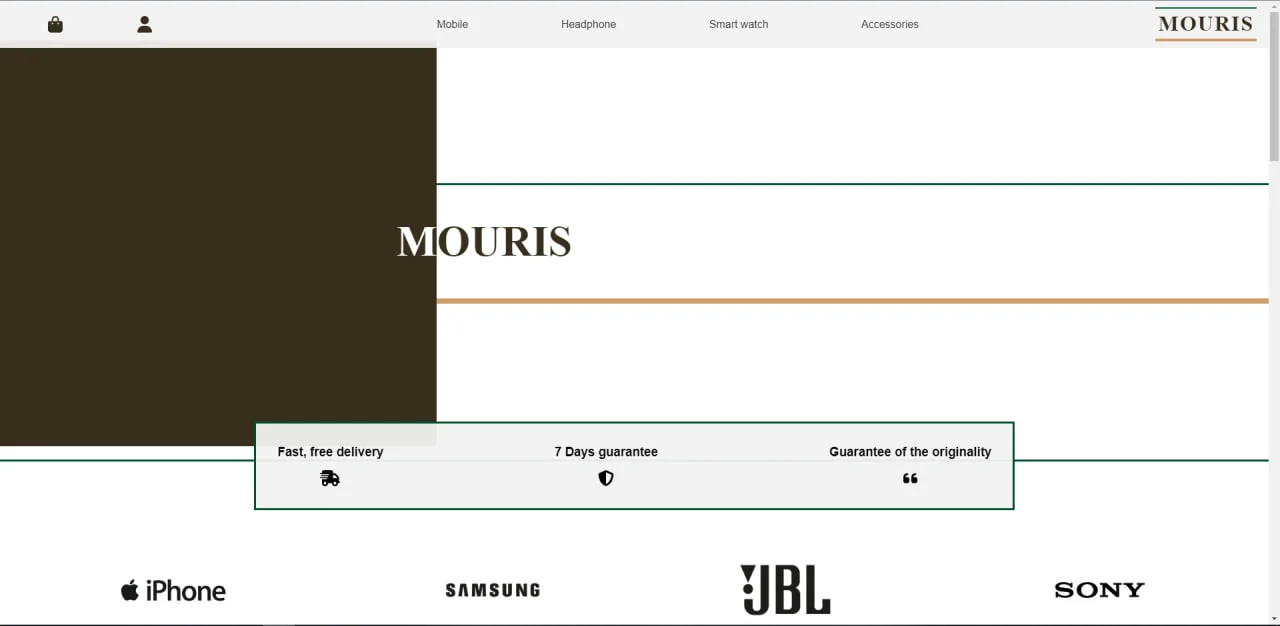 Mobile Headphone Smart watch Accessories MOURIS
MOURIS
Fast, free delivery 7 Days guarantee Guarantee of the originality
iPhone SAMSUNG JBL SONY